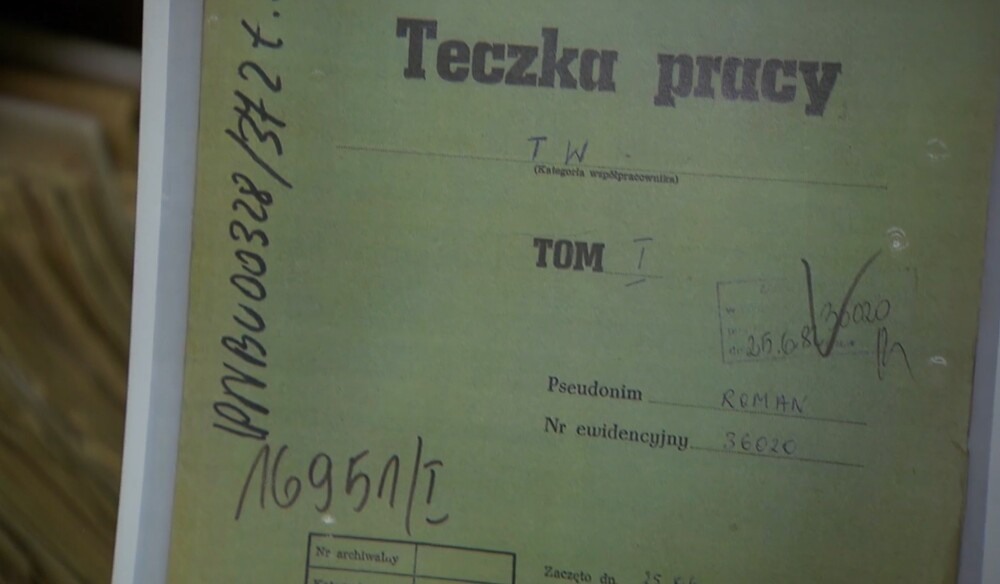 Teczka pracy
T W
(Kategoria współpracownika)
TOM I
36020
25.6.8
Pseudonim ROMAN
Nr ewidencyjny 36020
IPN BU 00328/372 t.
16951/I
Nr archiwalny
Zaczęto dn. 25